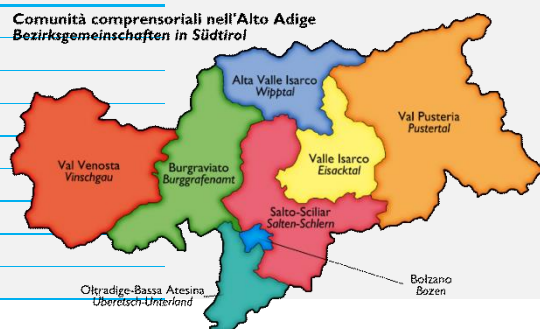 Comunità comprensoriali nell'Alto Adige
Bezirksgemeinschaften in Südtirol
Alta Valle Isarco
Wipptal
Val Pusteria
Pustertal
Val Venosta
Vinschgau
Burgraviato
Burggrafenamt
Valle Isarco
Eisacktal
Salto-Sciliar
Salten-Schlern
Bolzano
Bozen
Oltradige-Bassa Atesina
Überetsch-Unterland